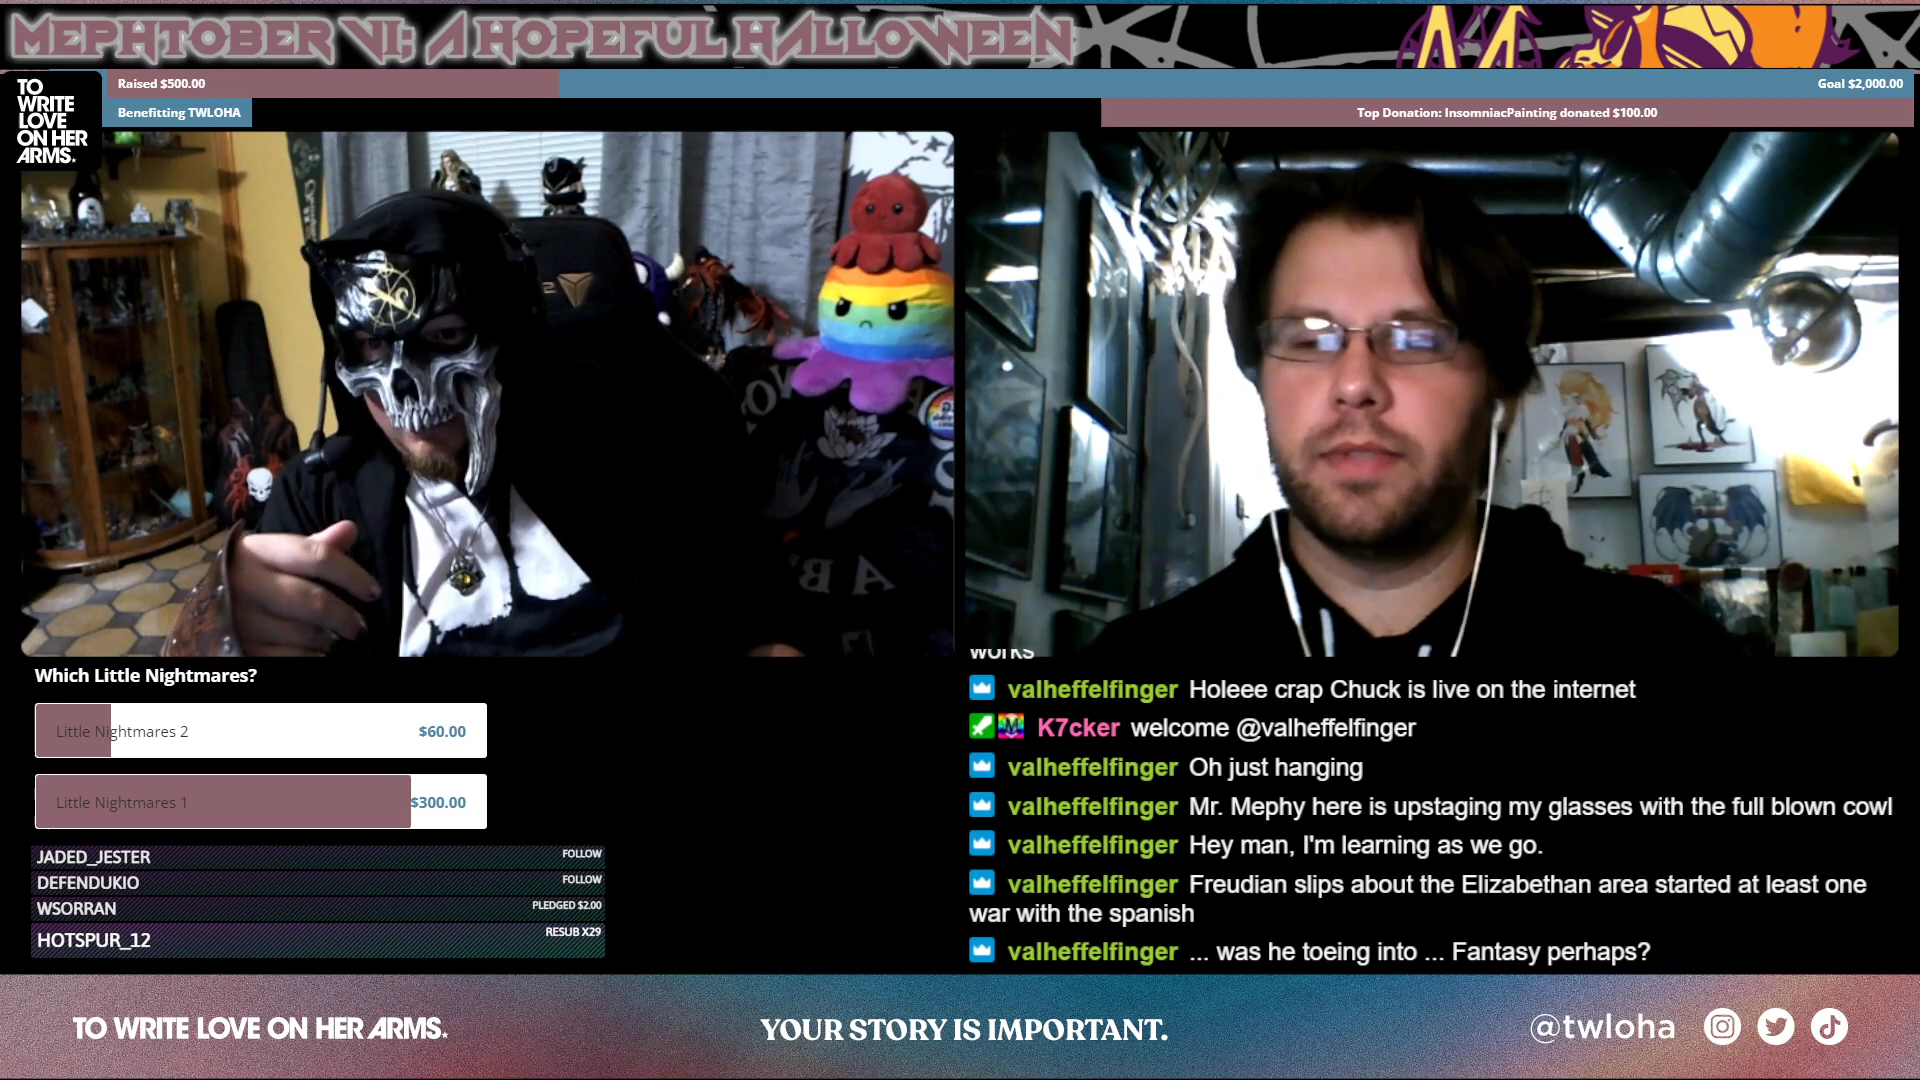 MEPHTOBER VI: A HOPEFUL HALLOWEEN
TO
WRITE
LOVE
ON HER
ARMS.
Raised $500.00
Goal $2,000.00
Benefitting TWLOHA
Top Donation: InsomniacPainting donated $100.00
Which Little Nightmares?
Little Nightmares 2
$60.00
Little Nightmares 1
$300.00
JADED_JESTER
FOLLOW
DEFENDUKIO
FOLLOW
WSORRAN
PLEDGED $2.00
HOTSPUR_12
RESUB X29
works
valheffelfinger Holeee crap Chuck is live on the internet
K7cker welcome @valheffelfinger
valheffelfinger Oh just hanging
valheffelfinger Mr. Mephy here is upstaging my glasses with the full blown cowl
valheffelfinger Hey man, I'm learning as we go.
valheffelfinger Freudian slips about the Elizabethan area started at least one
war with the spanish
valheffelfinger ... was he toeing into ... Fantasy perhaps?
TO WRITE LOVE ON HER ARMS.
YOUR STORY IS IMPORTANT.
@twloha